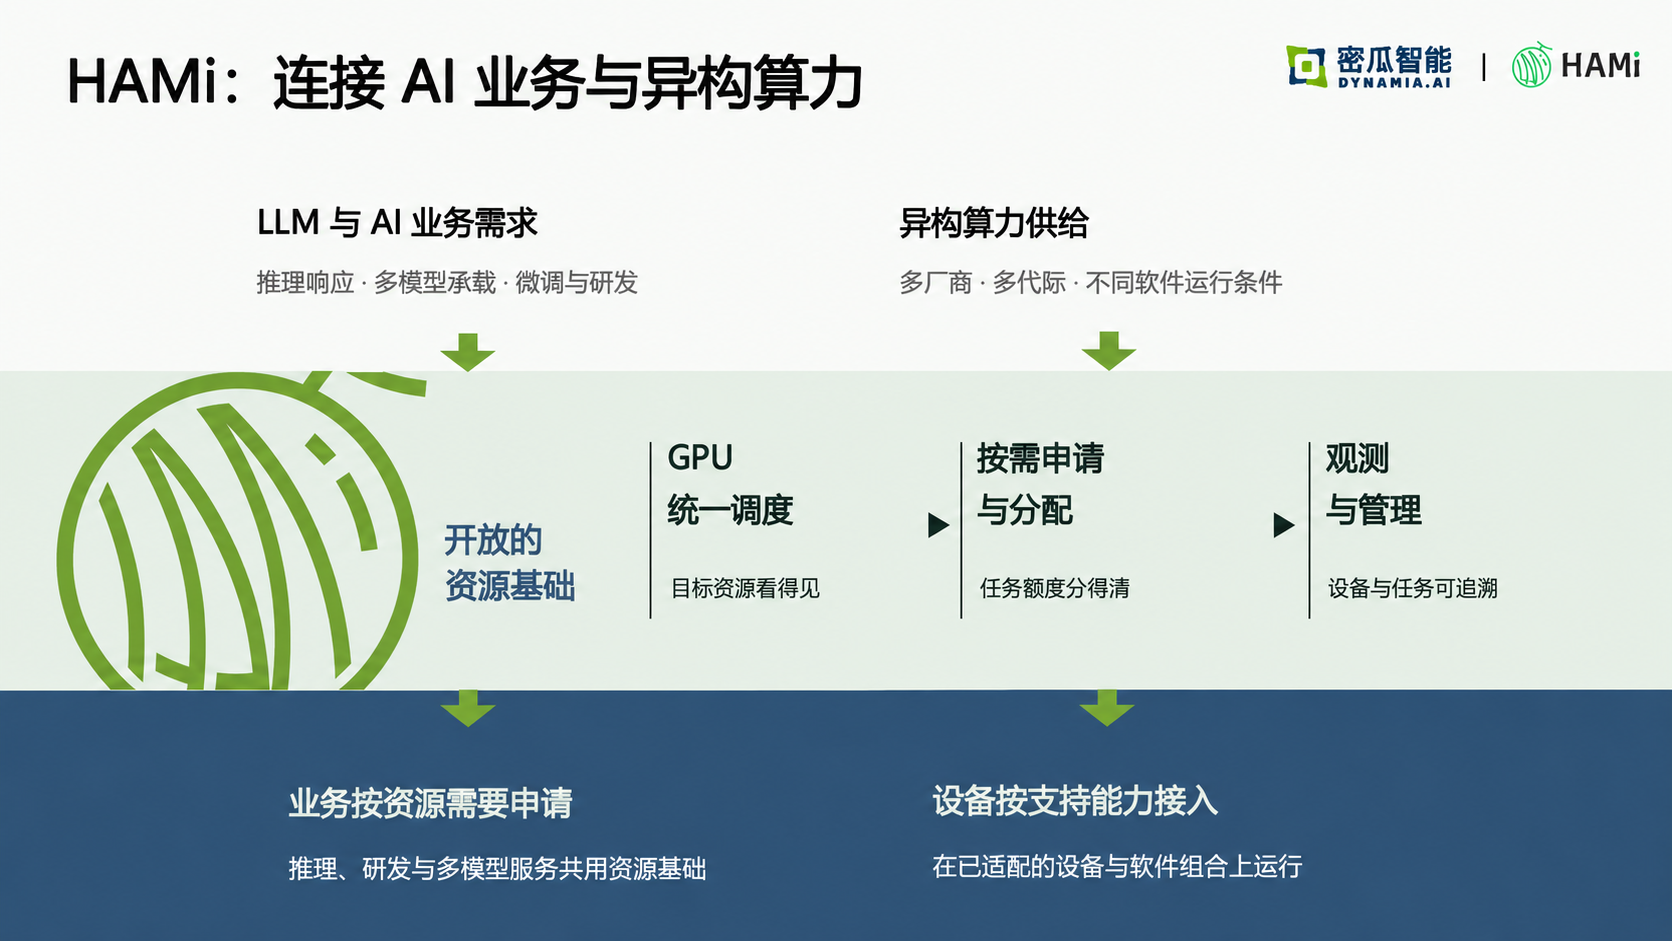 HAMi：连接 AI 业务与异构算力
密瓜智能
DYNAMIA.AI
HAMi
LLM 与 AI 业务需求
推理响应 · 多模型承载 · 微调与研发
异构算力供给
多厂商 · 多代际 · 不同软件运行条件
开放的
资源基础
GPU
统一调度
目标资源看得见
按需申请
与分配
任务额度分得清
观测
与管理
设备与任务可追溯
业务按资源需要申请
推理、研发与多模型服务共用资源基础
设备按支持能力接入
在已适配的设备与软件组合上运行